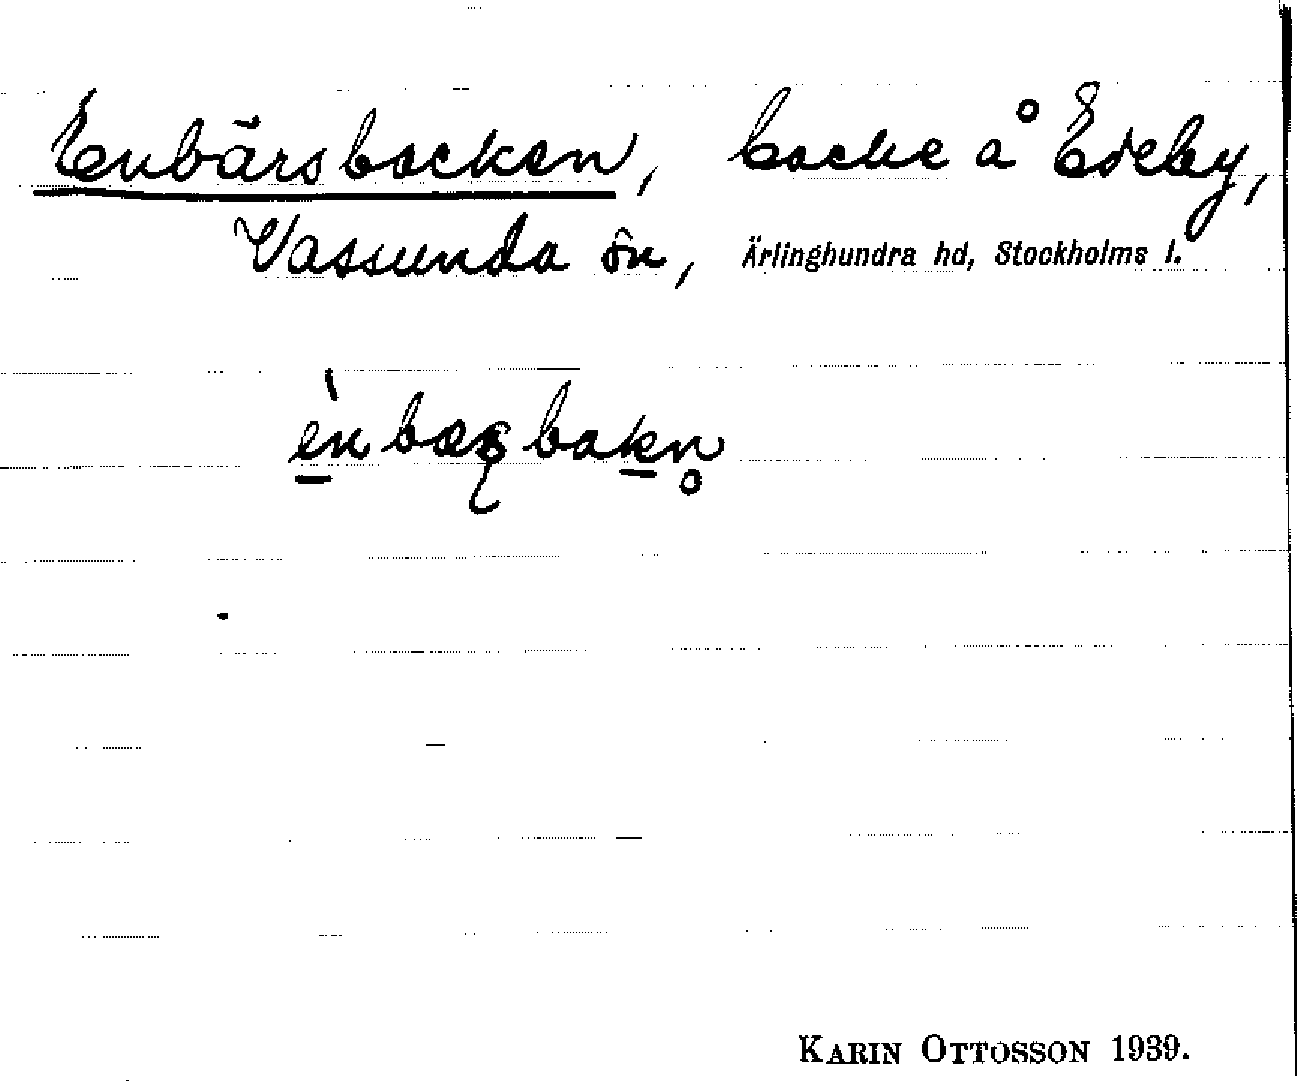 Enbärsbacken, backe å Edeby,
Vassunda sn, Ärlinghundra hd, Stockholms l.
KARIN OTTOSSON 1939.